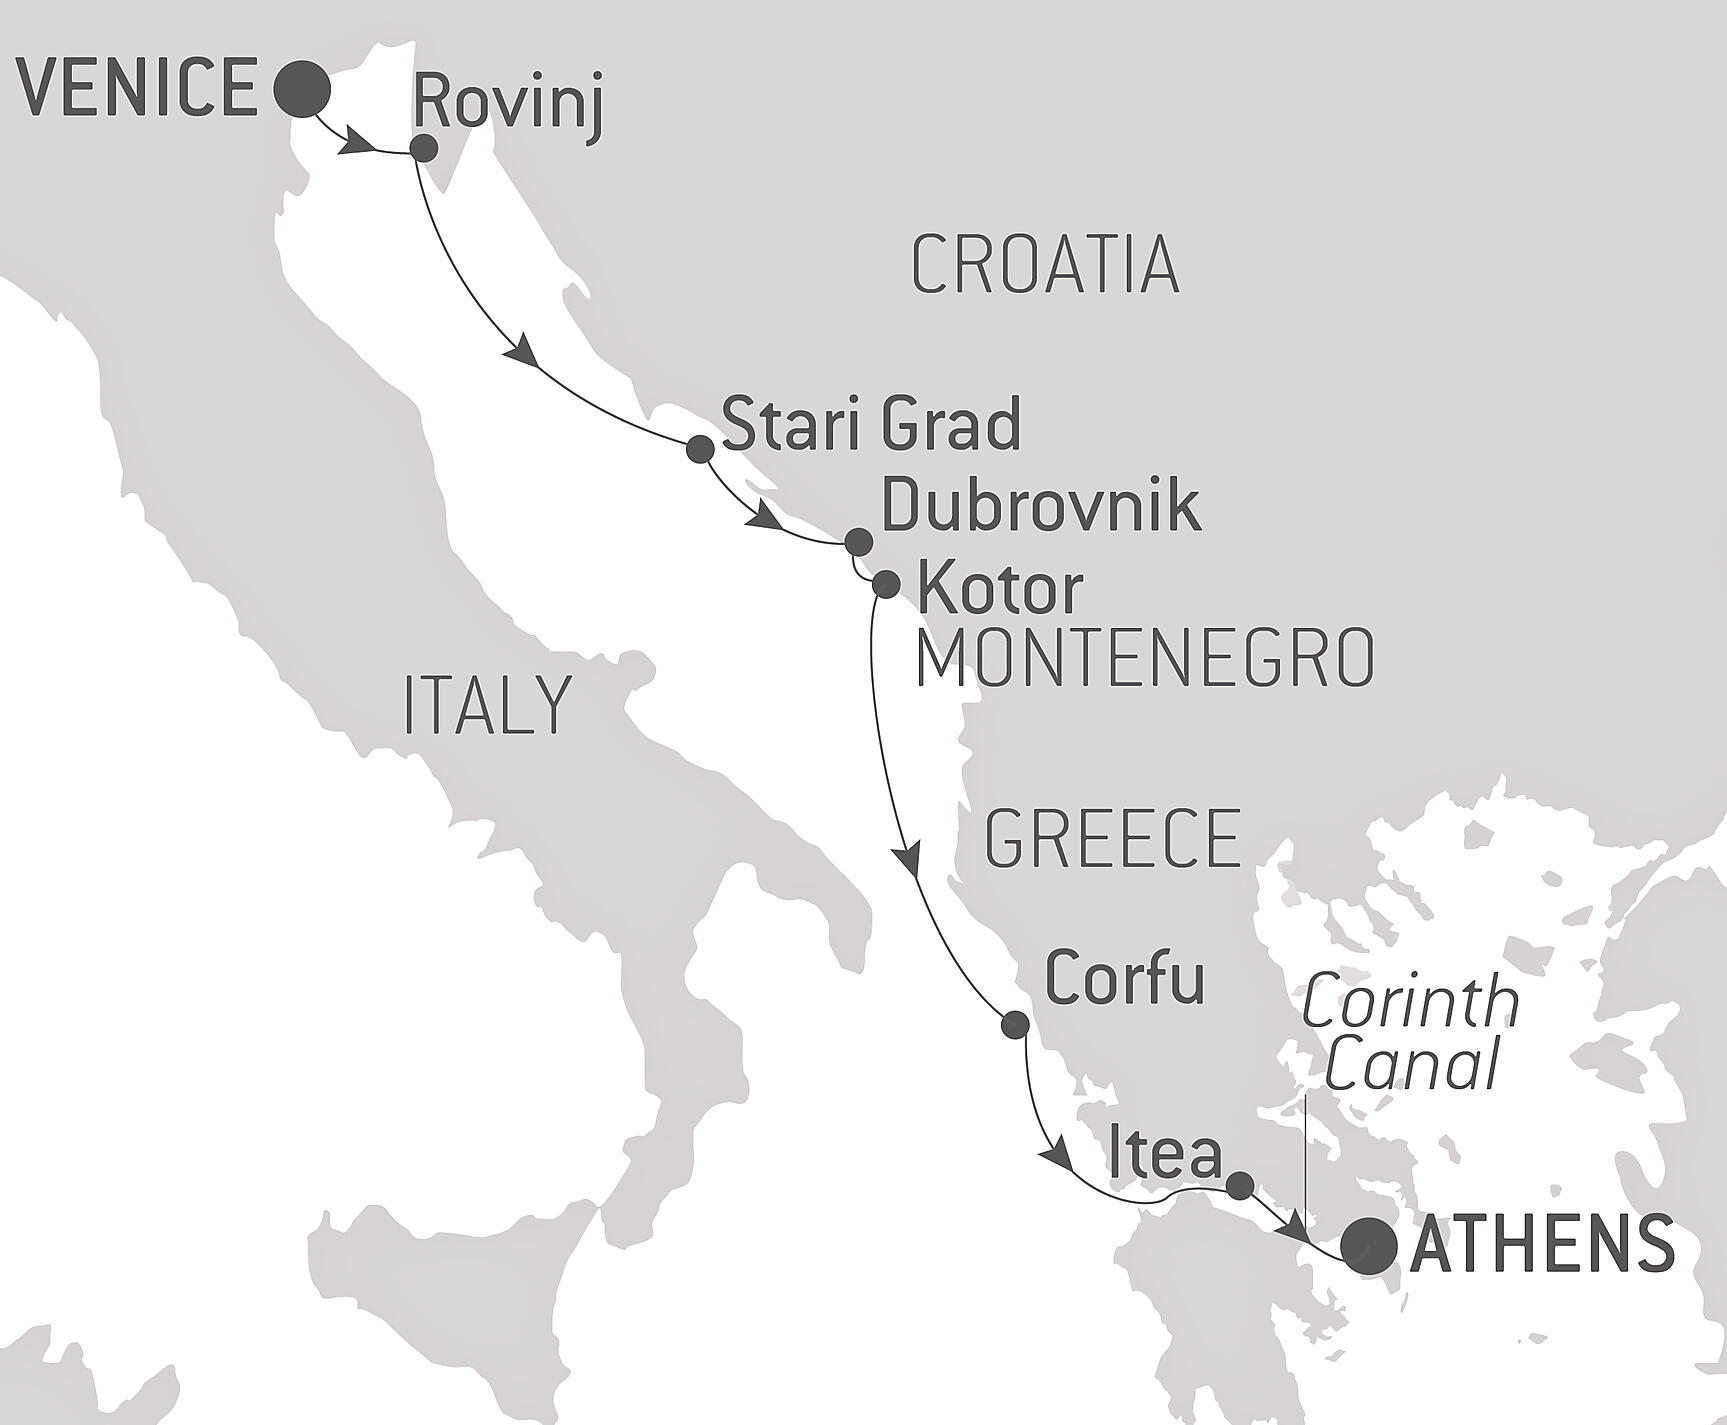 VENICE
Rovinj
CROATIA
Stari Grad
Dubrovnik
Kotor
MONTENEGRO
ITALY
GREECE
Corfu
Corinth
Canal
Itea
ATHENS